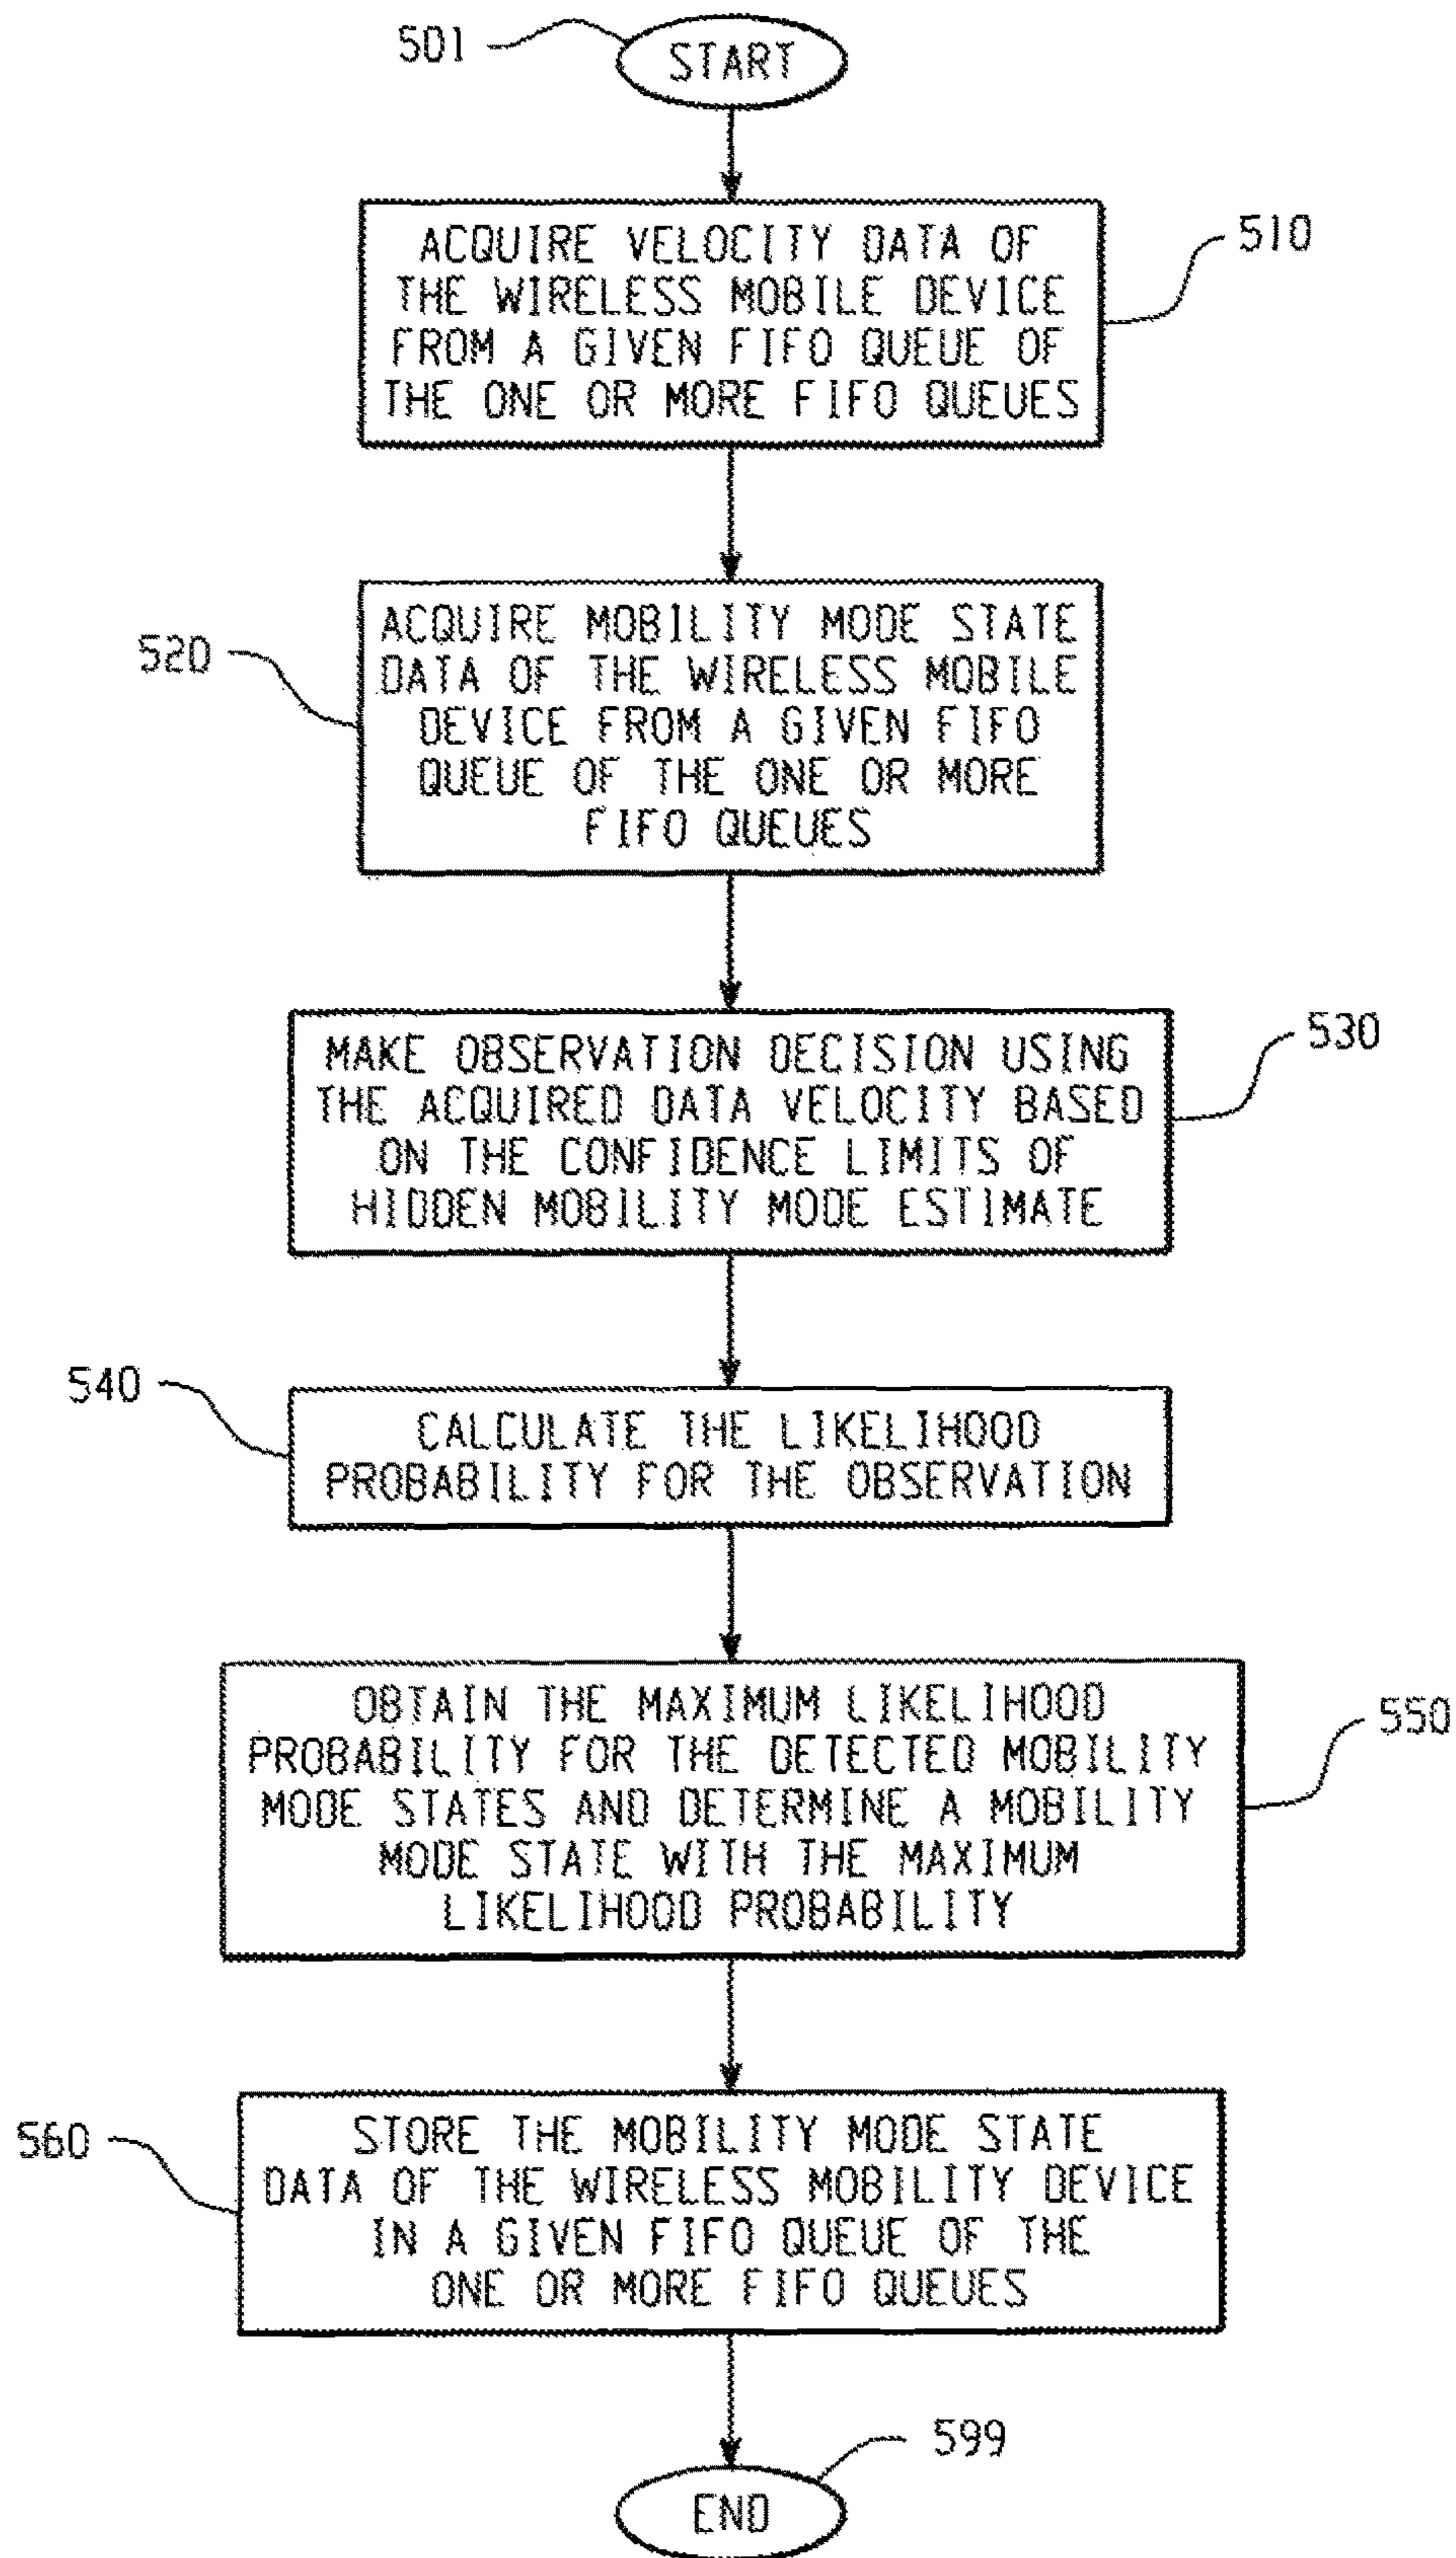 501
START
ACQUIRE VELOCITY DATA OF
THE WIRELESS MOBILE DEVICE
FROM A GIVEN FIFO QUEUE OF
THE ONE OR MORE FIFO QUEUES
510
520
ACQUIRE MOBILITY MODE STATE
DATA OF THE WIRELESS MOBILE
DEVICE FROM A GIVEN FIFO
QUEUE OF THE ONE OR MORE
FIFO QUEUES
530
MAKE OBSERVATION DECISION USING
THE ACQUIRED DATA VELOCITY BASED
ON THE CONFIDENCE LIMITS OF
HIDDEN MOBILITY MODE ESTIMATE
540
CALCULATE THE LIKELIHOOD
PROBABILITY FOR THE OBSERVATION
550
OBTAIN THE MAXIMUM LIKELIHOOD
PROBABILITY FOR THE DETECTED MOBILITY
MODE STATES AND DETERMINE A MOBILITY
MODE STATE WITH THE MAXIMUM
LIKELIHOOD PROBABILITY
560
STORE THE MOBILITY MODE STATE
DATA OF THE WIRELESS MOBILITY DEVICE
IN A GIVEN FIFO QUEUE OF THE
ONE OR MORE FIFO QUEUES
599
END